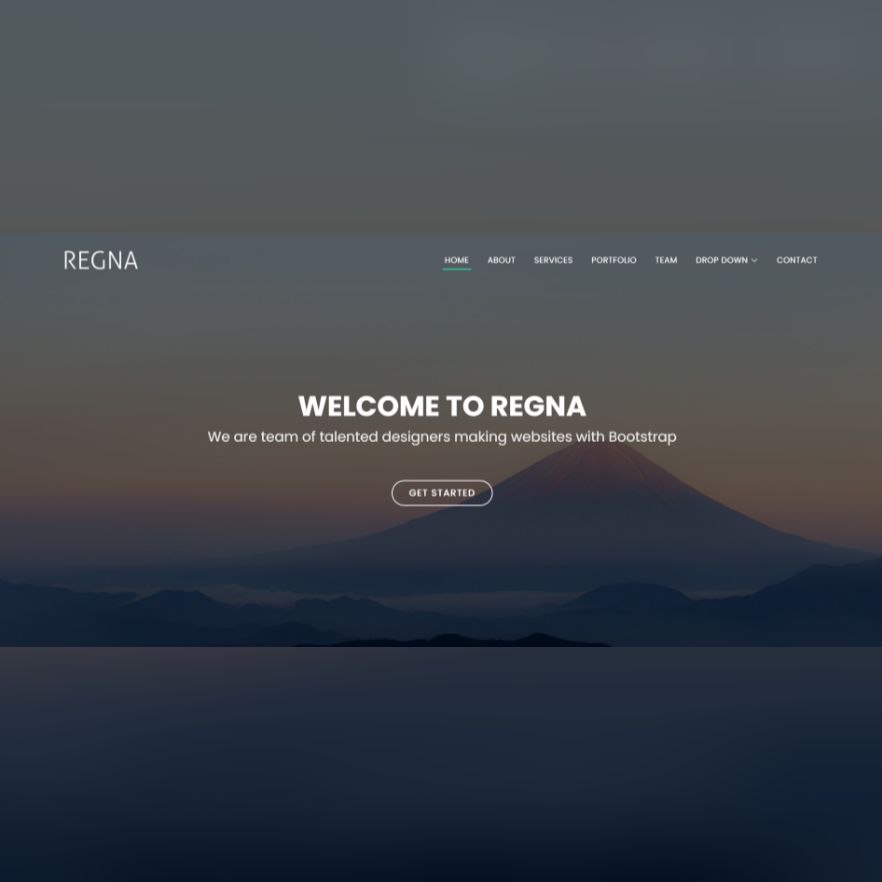 REGNA
HOME ABOUT SERVICES PORTFOLIO TEAM DROP DOWN CONTACT
WELCOME TO REGNA
We are team of talented designers making websites with Bootstrap
GET STARTED